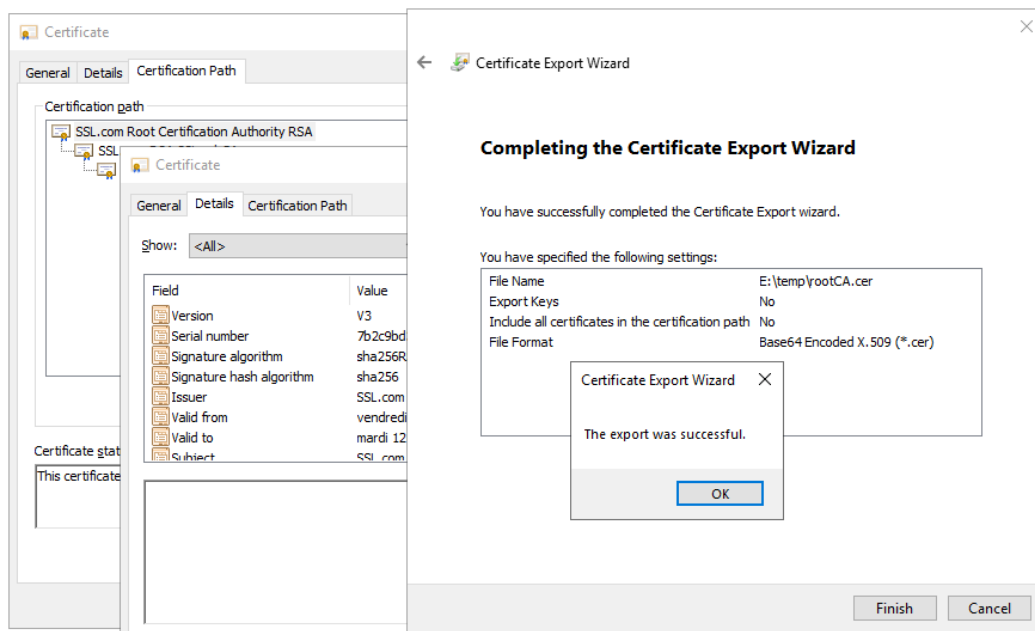 Certificate
General Details Certification Path
Certification path
SSL.com Root Certification Authority RSA
SSL
Certificate
General Details Certification Path
Show: <All>
Field Value
Version V3
Serial number 7b2c9bd
Signature algorithm sha256R
Signature hash algorithm sha256
Issuer SSL.com
Valid from vendredi
Valid to mardi 12
Subject SSL.com
Certificate stat
This certificate
Certificate Export Wizard
Completing the Certificate Export Wizard
You have successfully completed the Certificate Export wizard.
You have specified the following settings:
File Name E:\temp\rootCA.cer
Export Keys No
Include all certificates in the certification path No
File Format Base64 Encoded X.509 (*.cer)
Certificate Export Wizard
The export was successful.
OK
Finish Cancel